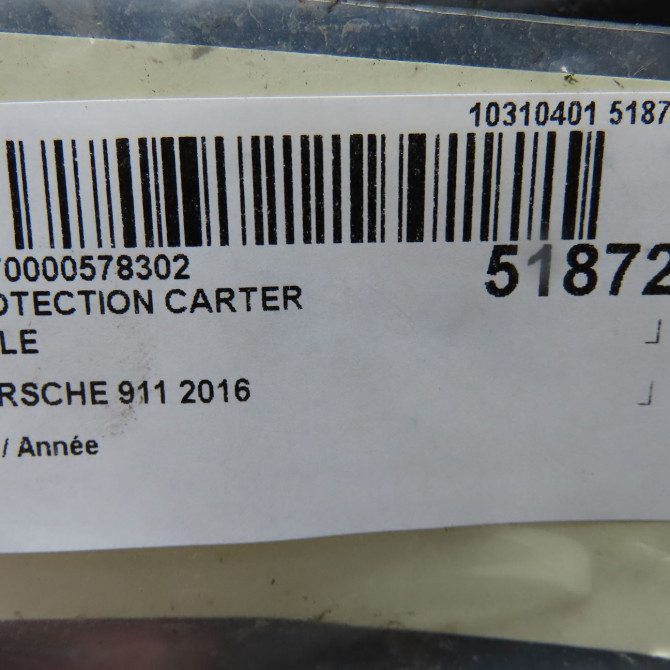 10310401 5187
70000578302
51872
OTECTION CARTER
LE
RSCHE 911 2016
/ Année